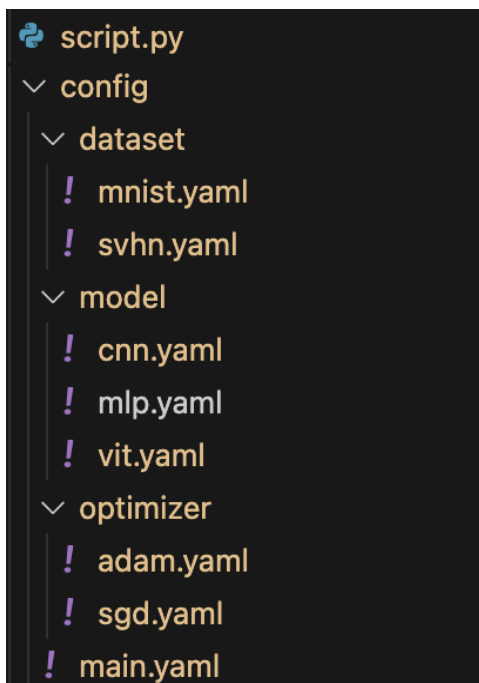 script.py
config
dataset
! mnist.yaml
! svhn.yaml
model
! cnn.yaml
! mlp.yaml
! vit.yaml
optimizer
! adam.yaml
! sgd.yaml
! main.yaml